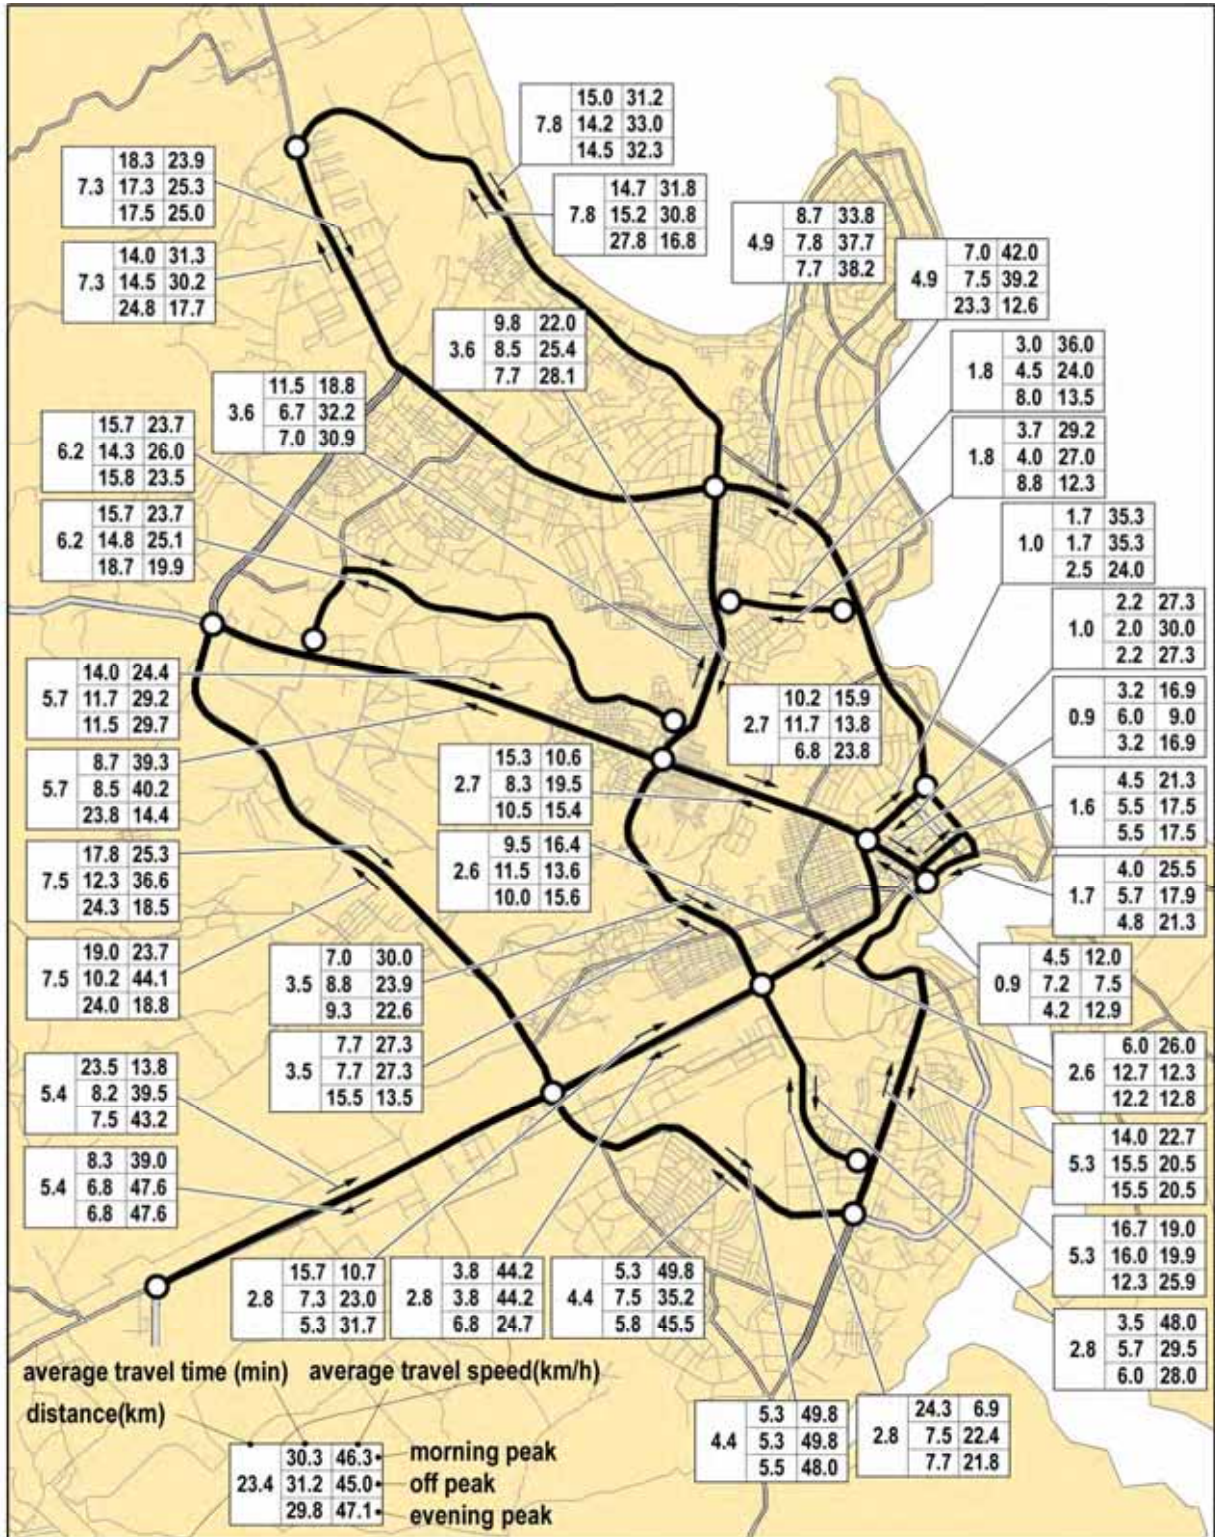 15.0 31.2
7.8 14.2 33.0
14.5 32.3
18.3 23.9
7.3 17.3 25.3
17.5 25.0
14.7 31.8
7.8 15.2 30.8
27.8 16.8
8.7 33.8
4.9 7.8 37.7
7.7 38.2
14.0 31.3
7.3 14.5 30.2
24.8 17.7
7.0 42.0
4.9 7.5 39.2
23.3 12.6
9.8 22.0
3.6 8.5 25.4
7.7 28.1
3.0 36.0
1.8 4.5 24.0
8.0 13.5
11.5 18.8
3.6 6.7 32.2
7.0 30.9
15.7 23.7
6.2 14.3 26.0
15.8 23.5
3.7 29.2
1.8 4.0 27.0
8.8 12.3
15.7 23.7
6.2 14.8 25.1
18.7 19.9
1.7 35.3
1.0 1.7 35.3
2.5 24.0
2.2 27.3
1.0 2.0 30.0
2.2 27.3
14.0 24.4
5.7 11.7 29.2
11.5 29.7
10.2 15.9
2.7 11.7 13.8
6.8 23.8
3.2 16.9
0.9 6.0 9.0
3.2 16.9
8.7 39.3
5.7 8.5 40.2
23.8 14.4
15.3 10.6
2.7 8.3 19.5
10.5 15.4
4.5 21.3
1.6 5.5 17.5
5.5 17.5
17.8 25.3
7.5 12.3 36.6
24.3 18.5
9.5 16.4
2.6 11.5 13.6
10.0 15.6
4.0 25.5
1.7 5.7 17.9
4.8 21.3
19.0 23.7
7.5 10.2 44.1
24.0 18.8
7.0 30.0
3.5 8.8 23.9
9.3 22.6
4.5 12.0
0.9 7.2 7.5
4.2 12.9
7.7 27.3
3.5 7.7 27.3
15.5 13.5
6.0 26.0
2.6 12.7 12.3
12.2 12.8
23.5 13.8
5.4 8.2 39.5
7.5 43.2
14.0 22.7
5.3 15.5 20.5
15.5 20.5
8.3 39.0
5.4 6.8 47.6
6.8 47.6
16.7 19.0
5.3 16.0 19.9
12.3 25.9
15.7 10.7
2.8 7.3 23.0
5.3 31.7
3.8 44.2
2.8 3.8 44.2
6.8 24.7
5.3 49.8
4.4 7.5 35.2
5.8 45.5
3.5 48.0
2.8 5.7 29.5
6.0 28.0
5.3 49.8
4.4 5.3 49.8
5.5 48.0
24.3 6.9
2.8 7.5 22.4
7.7 21.8
average travel time (min) average travel speed(km/h)
distance(km)
30.3 46.3 morning peak
23.4 31.2 45.0 off peak
29.8 47.1 evening peak